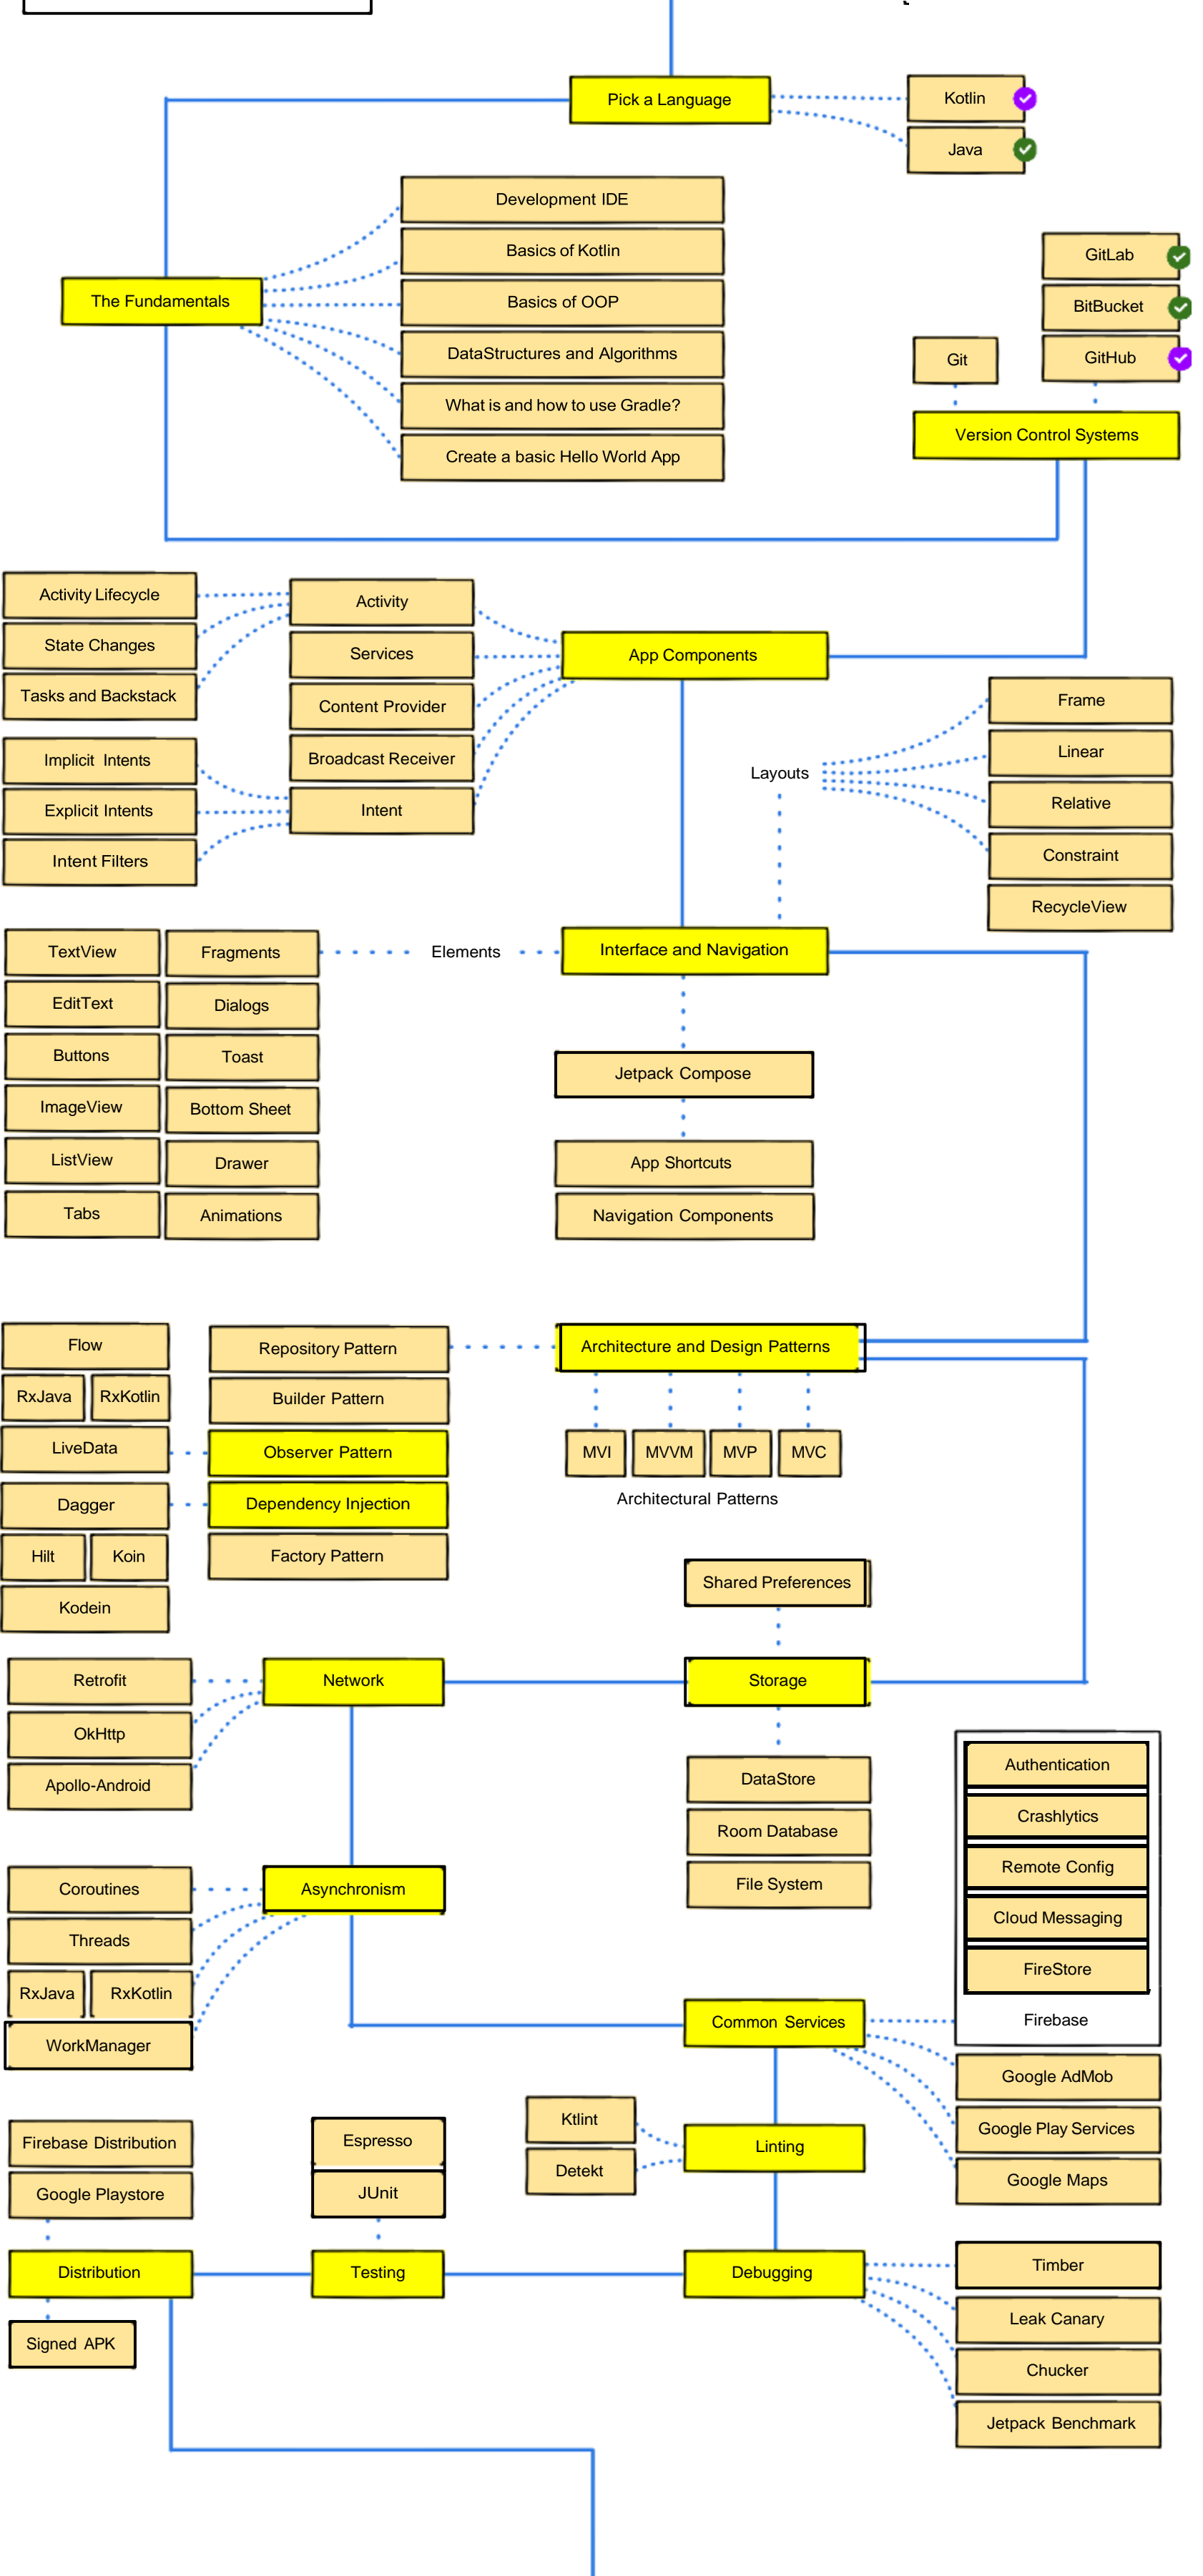 Pick a Language
Kotlin
Java
Development IDE
Basics of Kotlin
Basics of OOP
DataStructures and Algorithms
What is and how to use Gradle?
Create a basic Hello World App
The Fundamentals
GitLab
BitBucket
GitHub
Git
Version Control Systems
Activity Lifecycle
State Changes
Tasks and Backstack
Implicit Intents
Explicit Intents
Intent Filters
Activity
Services
Content Provider
Broadcast Receiver
Intent
App Components
Layouts
Frame
Linear
Relative
Constraint
RecycleView
TextView
Fragments
EditText
Dialogs
Buttons
Toast
ImageView
Bottom Sheet
ListView
Drawer
Tabs
Animations
Elements
Interface and Navigation
Jetpack Compose
App Shortcuts
Navigation Components
Flow
RxJava
RxKotlin
LiveData
Dagger
Hilt
Koin
Kodein
Repository Pattern
Builder Pattern
Observer Pattern
Dependency Injection
Factory Pattern
Architecture and Design Patterns
MVI
MVVM
MVP
MVC
Architectural Patterns
Shared Preferences
Retrofit
OkHttp
Apollo-Android
Network
Storage
DataStore
Room Database
File System
Authentication
Crashlytics
Remote Config
Cloud Messaging
FireStore
Firebase
Coroutines
Threads
RxJava
RxKotlin
WorkManager
Asynchronism
Common Services
Google AdMob
Google Play Services
Google Maps
Ktlint
Detekt
Linting
Firebase Distribution
Google Playstore
Espresso
JUnit
Distribution
Testing
Debugging
Timber
Leak Canary
Chucker
Jetpack Benchmark
Signed APK